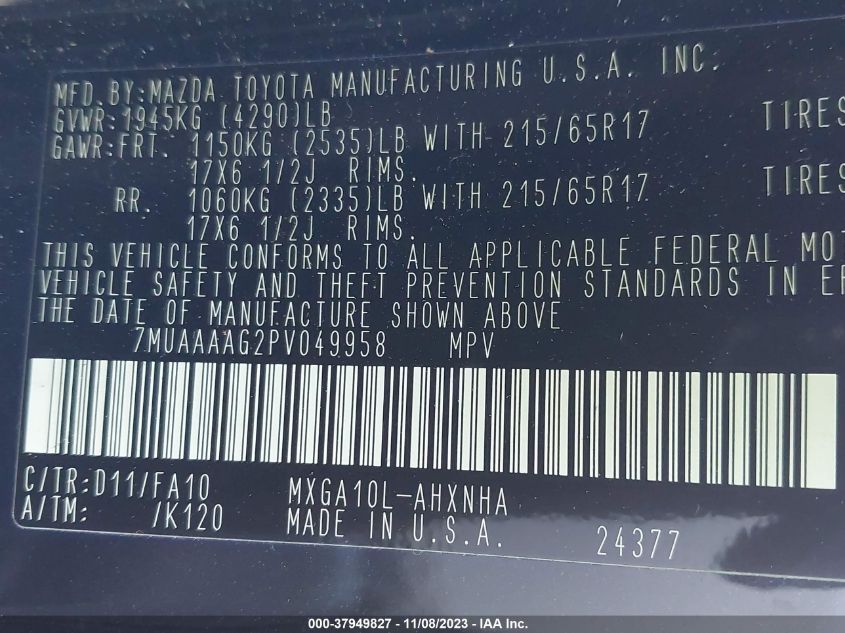 MFD. BY:MAZDA TOYOTA MANUFACTURING U.S.A. INC.
GVWR:1945KG (4290)LB
GAWR:FRT. 1150KG (2535)LB WITH 215/65R17 TIRES
17X6 1/2J RIMS.
RR. 1060KG (2335)LB WITH 215/65R17 TIRES
17X6 1/2J RIMS.
THIS VEHICLE CONFORMS TO ALL APPLICABLE FEDERAL MOT
VEHICLE SAFETY AND THEFT PREVENTION STANDARDS IN EF
THE DATE OF MANUFACTURE SHOWN ABOVE
7MUAAAAG2PV049958 MPV
C/TR:D11/FA10 MXGA10L-AHXNHA
A/TM: /K120 MADE IN U.S.A. 24377
000-37949827 - 11/08/2023 - IAA Inc.